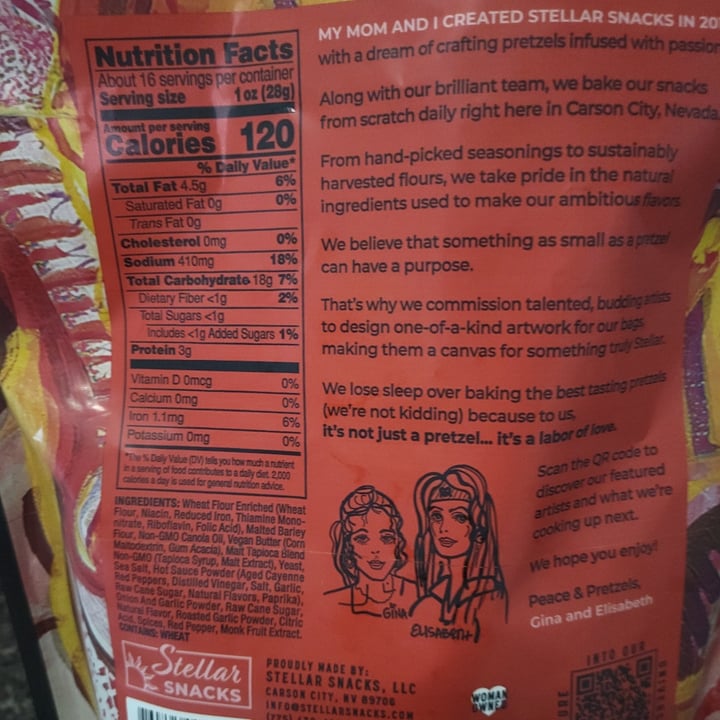 Nutrition Facts
About 16 servings per container
Serving size 1 oz (28g)
Amount per serving
Calories 120
% Daily Value*
Total Fat 4.5g 6%
Saturated Fat 0g 0%
Trans Fat 0g
Cholesterol 0mg 0%
Sodium 410mg 18%
Total Carbohydrate 18g 7%
Dietary Fiber <1g 2%
Total Sugars <1g
Includes <1g Added Sugars 1%
Protein 3g
Vitamin D 0mcg 0%
Calcium 0mg 0%
Iron 1.1mg 6%
Potassium 0mg 0%
*The % Daily Value (DV) tells you how much a nutrient
in a serving of food contributes to a daily diet. 2,000
calories a day is used for general nutrition advice.
INGREDIENTS: Wheat Flour Enriched (Wheat
Flour, Niacin, Reduced Iron, Thiamine Mono-
nitrate, Riboflavin, Folic Acid), Malted Barley
Flour, Non-GMO Canola Oil, Vegan Butter (Corn
Maltodextrin, Gum Acacia), Malt Tapioca Blend
Non-GMO (Tapioca Syrup, Malt Extract), Yeast,
Sea Salt, Hot Sauce Powder (Aged Cayenne
Red Peppers, Distilled Vinegar, Salt, Garlic,
Raw Cane Sugar, Natural Flavors, Paprika),
Onion And Garlic Powder, Raw Cane Sugar,
Natural Flavor, Roasted Garlic Powder, Citric
Acid, Spices, Red Pepper, Monk Fruit Extract.
CONTAINS: WHEAT
Stellar
SNACKS
MY MOM AND I CREATED STELLAR SNACKS IN 20
with a dream of crafting pretzels infused with passion
Along with our brilliant team, we bake our snacks
from scratch daily right here in Carson City, Nevada.
From hand-picked seasonings to sustainably
harvested flours, we take pride in the natural
ingredients used to make our ambitious flavors.
We believe that something as small as a pretzel
can have a purpose.
That's why we commission talented, budding artists
to design one-of-a-kind artwork for our bags
making them a canvas for something truly Stellar.
We lose sleep over baking the best tasting pretzels
(we're not kidding) because to us,
it's not just a pretzel... it's a labor of love.
Scan the QR code to
discover our featured
artists and what we're
cooking up next.
We hope you enjoy!
Peace & Pretzels,
Gina and Elisabeth
GINA
ELISABETH
PROUDLY MADE BY:
STELLAR SNACKS, LLC
CARSON CITY, NV 89706
INFO@STELLARSNACKS.COM
WOMAN
OWNED
INTO OUR